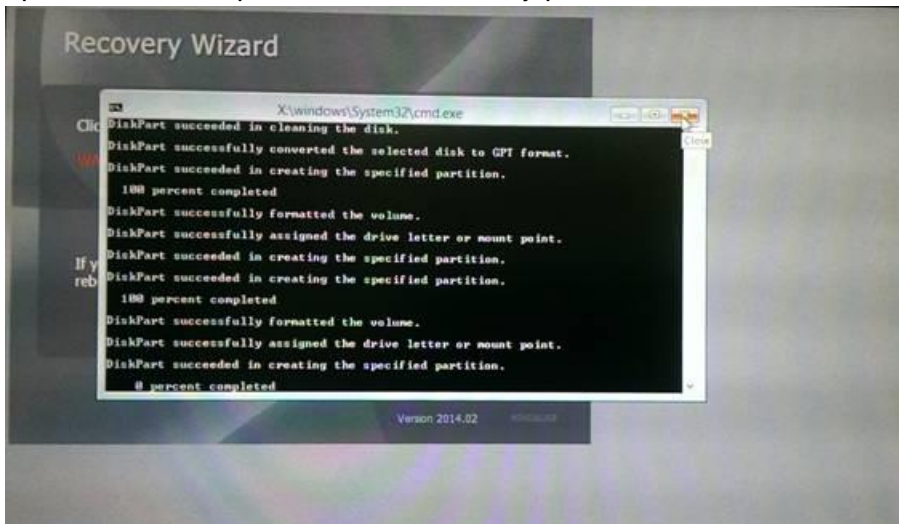 Recovery Wizard
X:\windows\System32\cmd.exe
Close
Clic
DiskPart succeeded in cleaning the disk.
DiskPart successfully converted the selected disk to GPT format.
WA
DiskPart succeeded in creating the specified partition.
100 percent completed
DiskPart successfully formatted the volume.
DiskPart successfully assigned the drive letter or mount point.
If y
DiskPart succeeded in creating the specified partition.
reb
DiskPart succeeded in creating the specified partition.
100 percent completed
DiskPart successfully formatted the volume.
DiskPart successfully assigned the drive letter or mount point.
DiskPart succeeded in creating the specified partition.
0 percent completed
Version 2014.02